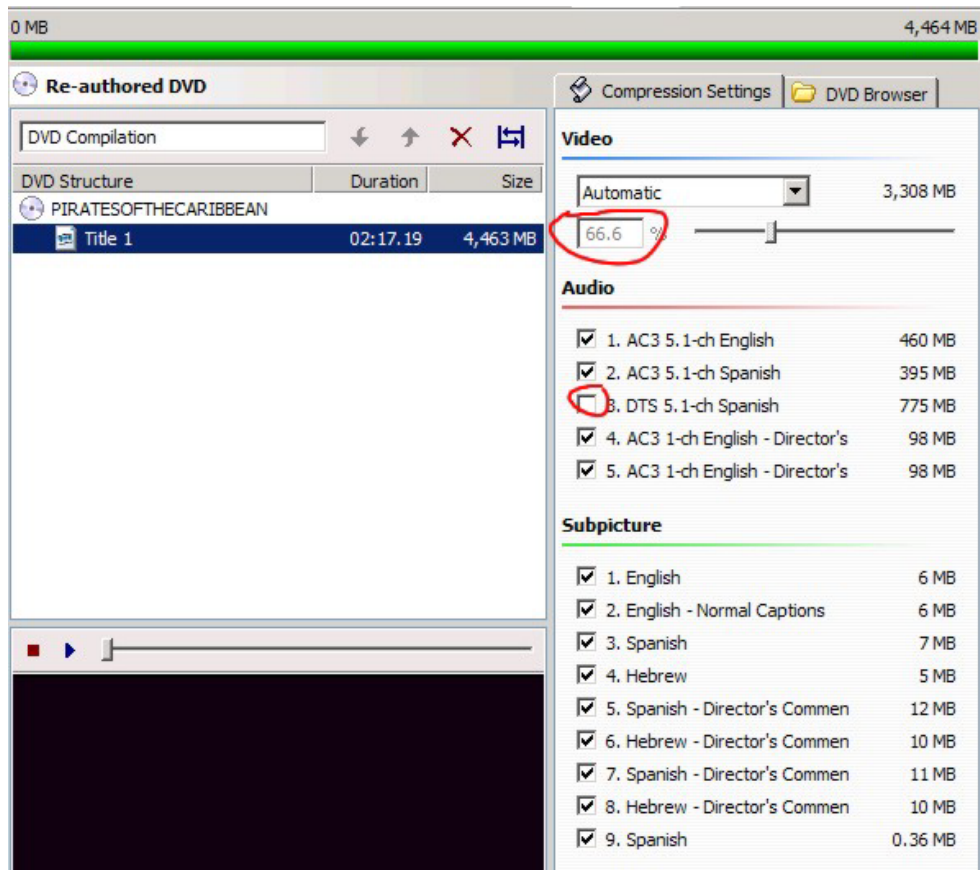 0 MB 4,464 MB
Re-authored DVD
DVD Compilation
DVD Structure Duration Size
PIRATESOFTHECARIBBEAN
Title 1 02:17.19 4,463 MB
Compression Settings DVD Browser
Video
Automatic 3,308 MB
66.6 %
Audio
1. AC3 5.1-ch English 460 MB
2. AC3 5.1-ch Spanish 395 MB
3. DTS 5.1-ch Spanish 775 MB
4. AC3 1-ch English - Director's 98 MB
5. AC3 1-ch English - Director's 98 MB
Subpicture
1. English 6 MB
2. English - Normal Captions 6 MB
3. Spanish 7 MB
4. Hebrew 5 MB
5. Spanish - Director's Commen 12 MB
6. Hebrew - Director's Commen 10 MB
7. Spanish - Director's Commen 11 MB
8. Hebrew - Director's Commen 10 MB
9. Spanish 0.36 MB